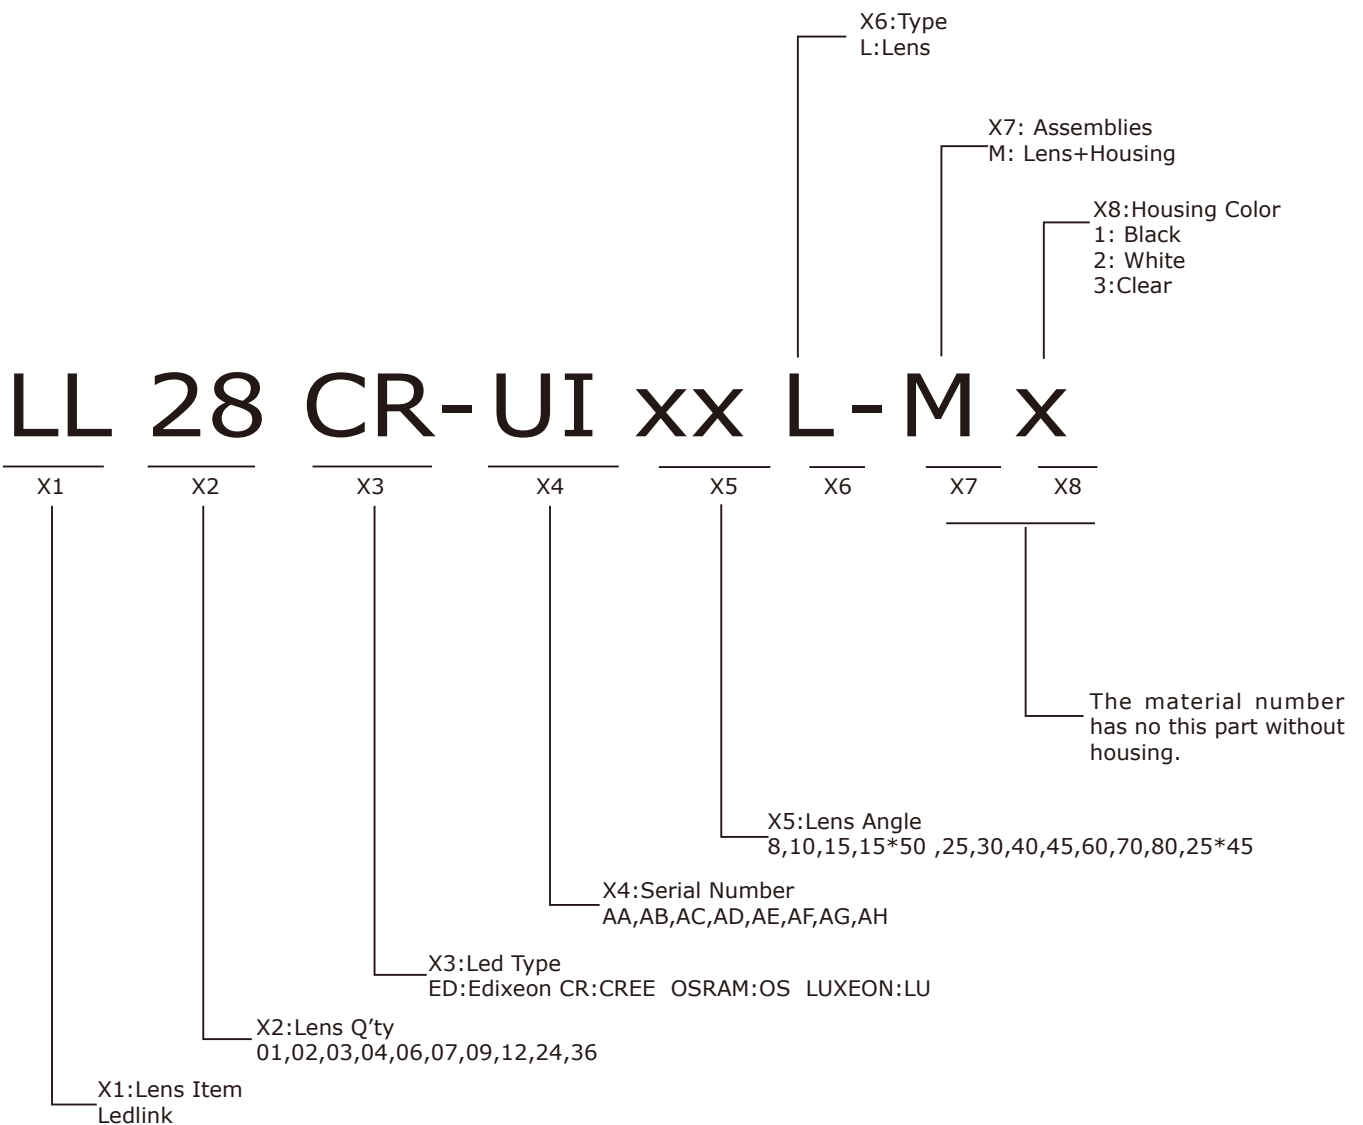 X6:Type
L:Lens
X7: Assemblies
M: Lens+Housing
X8:Housing Color
1: Black
2: White
3:Clear
LL 28 CR-UI xx L-M x
X1 X2 X3 X4 X5 X6 X7 X8
The material number
has no this part without
housing.
X5:Lens Angle
8,10,15,15*50 ,25,30,40,45,60,70,80,25*45
X4:Serial Number
AA,AB,AC,AD,AE,AF,AG,AH
X3:Led Type
ED:Edixeon CR:CREE OSRAM:OS LUXEON:LU
X2:Lens Q’ty
01,02,03,04,06,07,09,12,24,36
X1:Lens Item
Ledlink